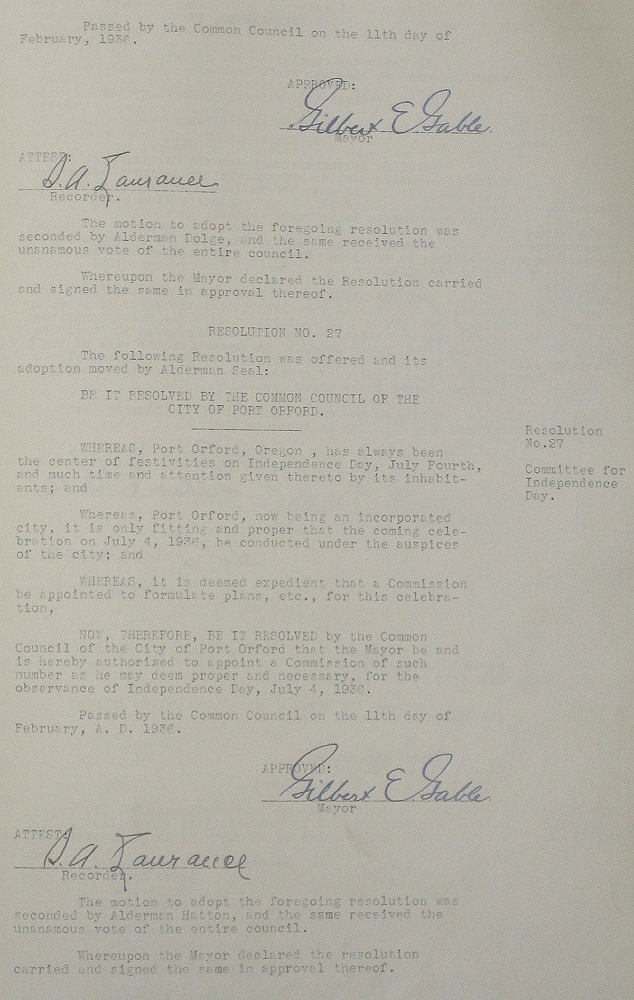 Passed by the Common Council on the 11th day of
February, 1936.
APPROVED:
Gilbert E Gable.
Mayor
ATTEST:
Recorder.
The motion to adopt the foregoing resolution was
seconded by Alderman Dolge, and the same received the
unanamous vote of the entire council.
Whereupon the Mayor declared the Resolution carried
and signed the same in approval thereof.
RESOLUTION NO. 27
The following Resolution was offered and its
adoption moved by Alderman Seal:
BE IT RESOLVED BY THE COMMON COUNCIL OF THE
CITY OF PORT ORFORD.
Resolution
No.27
Committee for
Independence
Day.
WHEREAS, Port Orford, Oregon , has always been
the center of festivities on Independence Day, July Fourth,
and much time and attention given thereto by its inhabit-
ants; and
Whereas, Port Orford, now being an incorporated
city, it is only fitting and proper that the coming cele-
bration on July 4, 1936, be conducted under the auspices
of the city; and
WHEREAS, it is deemed expedient that a Commission
be appointed to formulate plans, etc., for this celebra-
tion,
NOW, THEREFORE, BE IT RESOLVED by the Common
Council of the City of Port Orford that the Mayor be and
is hereby authorized to appoint a Commission of such
number as he may deem proper and necessary, for the
observance of Independence Day, July 4, 1936.
Passed by the Common Council on the 11th day of
February, A. D. 1936.
APPROVED:
Gilbert E. Gable.
Mayor
ATTEST:
Recorder.
The motion to adopt the foregoing resolution was
seconded by Alderman Hatton, and the same received the
unanamous vote of the entire council.
Whereupon the Mayor declared the resolution
carried and signed the same in approval thereof.